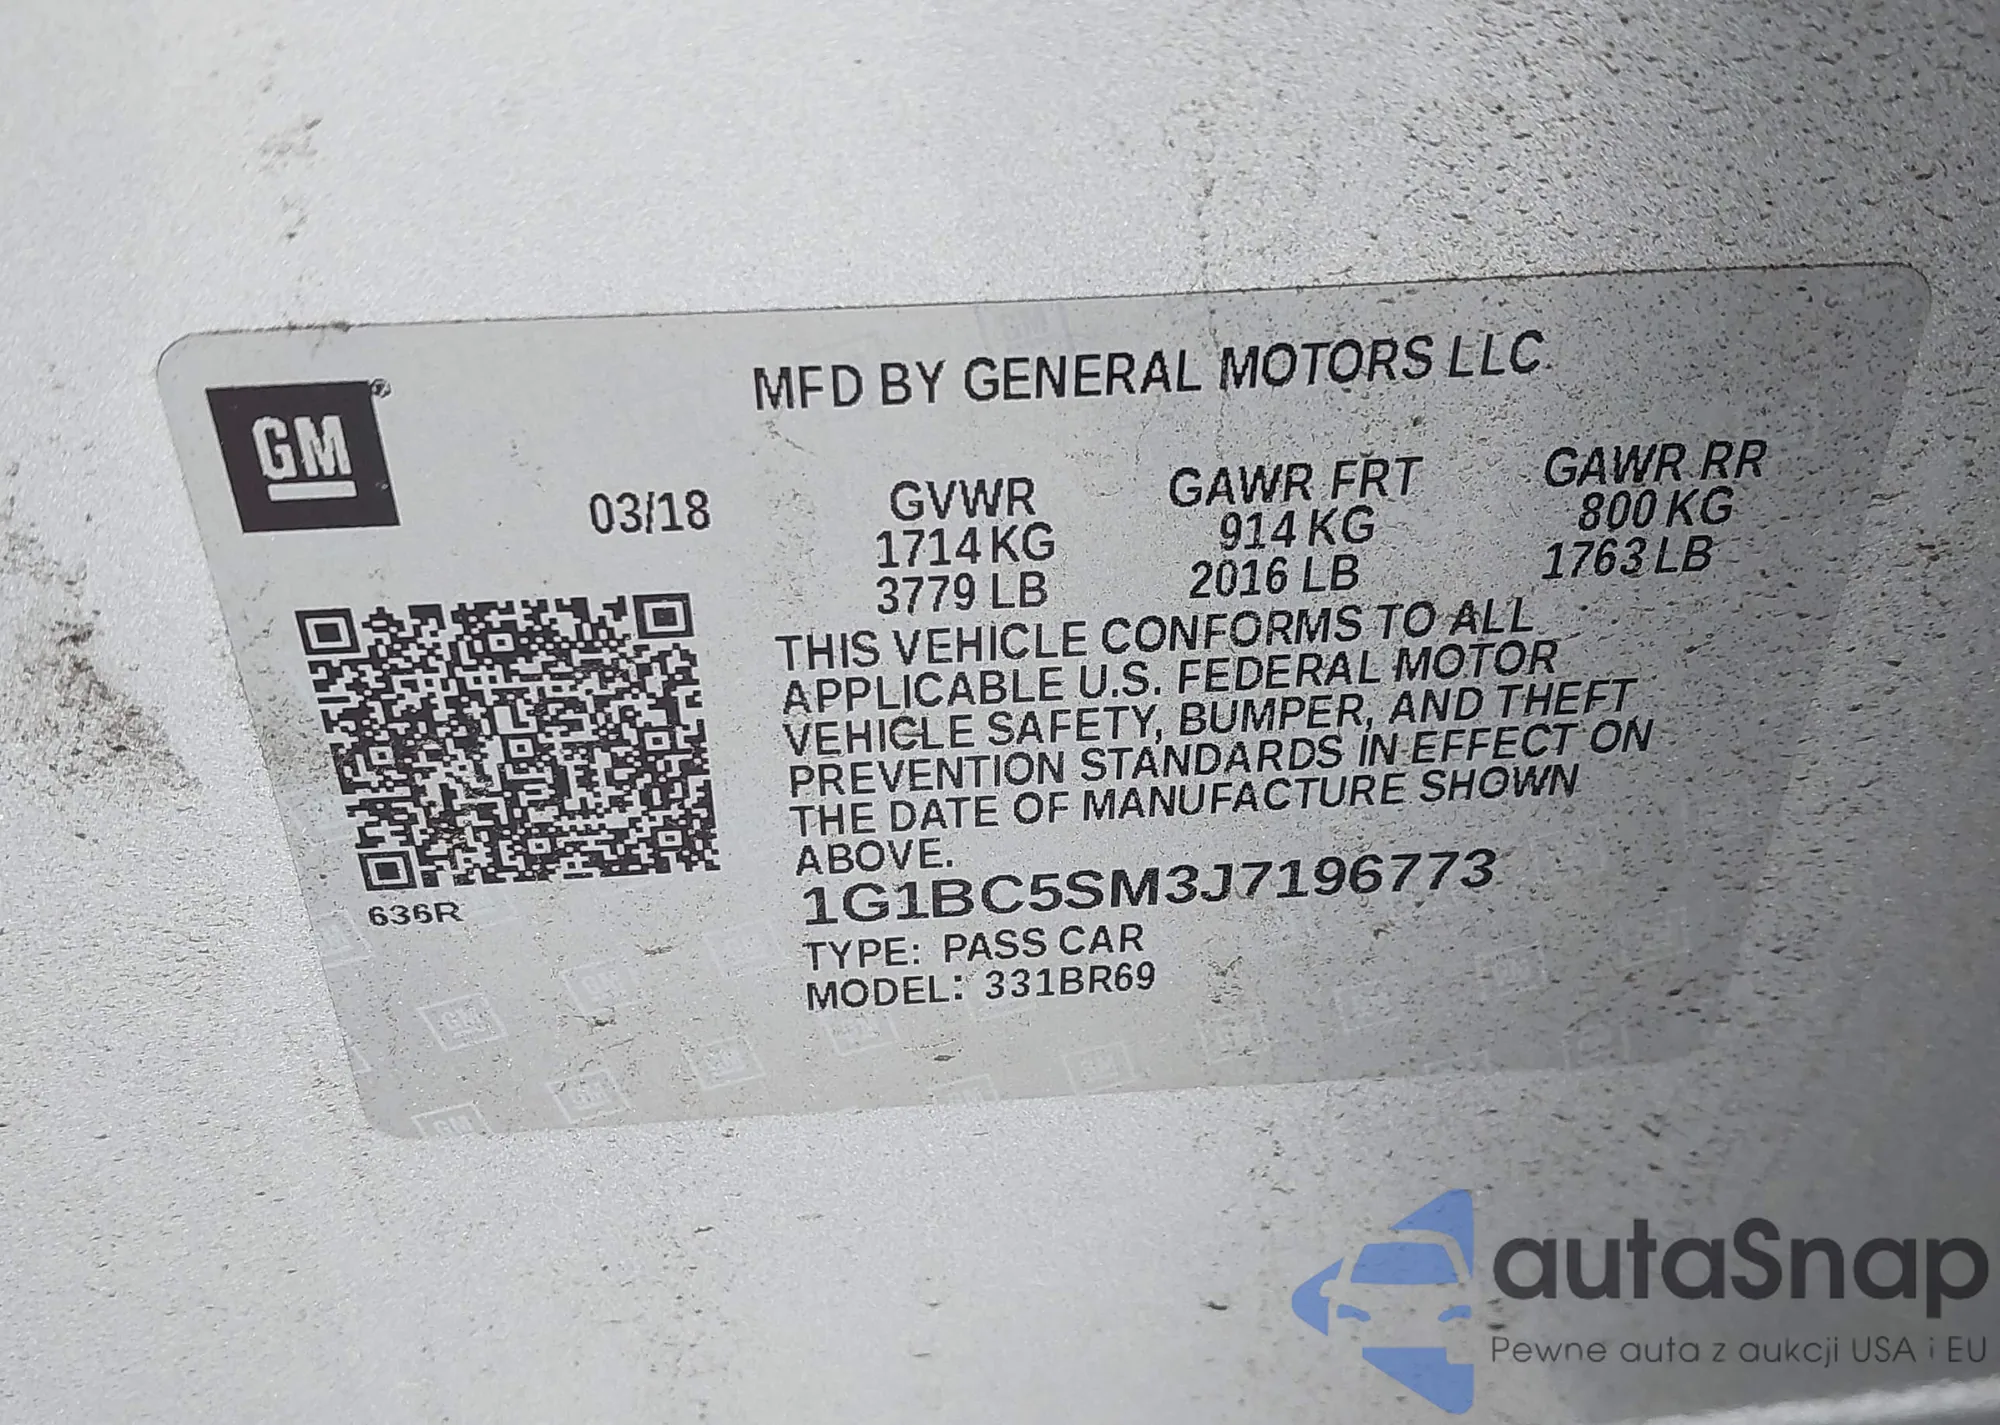 MFD BY GENERAL MOTORS LLC
GM
®
03/18
GVWR GAWR FRT GAWR RR
1714 KG 914 KG 800 KG
3779 LB 2016 LB 1763 LB
THIS VEHICLE CONFORMS TO ALL
APPLICABLE U.S. FEDERAL MOTOR
VEHICLE SAFETY, BUMPER, AND THEFT
PREVENTION STANDARDS IN EFFECT ON
THE DATE OF MANUFACTURE SHOWN
ABOVE.
636R
1G1BC5SM3J7196773
TYPE: PASS CAR
MODEL: 331BR69
autaSnap
Pewne auta z aukcji USA i EU